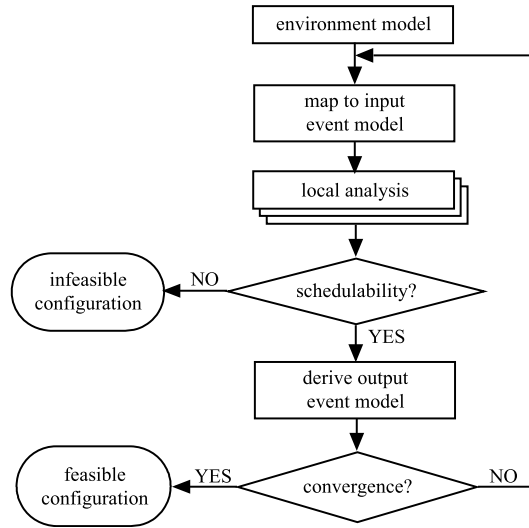 environment model
map to input
event model
local analysis
infeasible
configuration
NO
schedulability?
YES
derive output
event model
feasible
configuration
YES
convergence?
NO